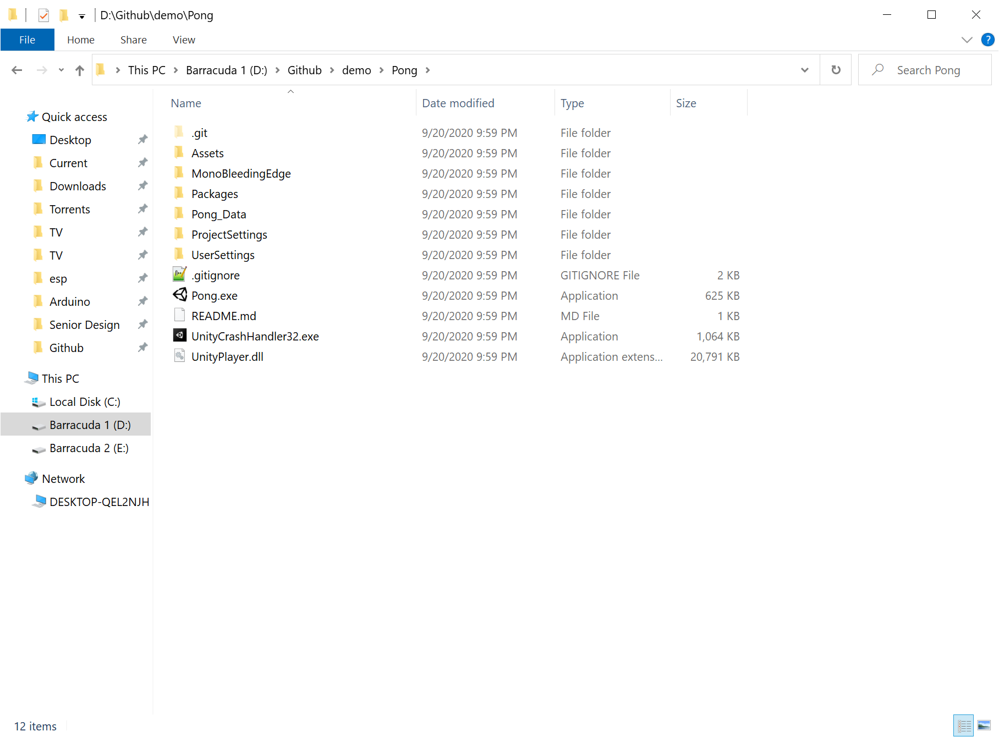 D:\Github\demo\Pong
File Home Share View
This PC Barracuda 1 (D:) Github demo Pong
Search Pong
Name Date modified Type Size
Quick access
Desktop
Current
Downloads
Torrents
TV
TV
esp
Arduino
Senior Design
Github
This PC
Local Disk (C:)
Barracuda 1 (D:)
Barracuda 2 (E:)
Network
DESKTOP-QEL2NJH
.git 9/20/2020 9:59 PM File folder
Assets 9/20/2020 9:59 PM File folder
MonoBleedingEdge 9/20/2020 9:59 PM File folder
Packages 9/20/2020 9:59 PM File folder
Pong_Data 9/20/2020 9:59 PM File folder
ProjectSettings 9/20/2020 9:59 PM File folder
UserSettings 9/20/2020 9:59 PM File folder
.gitignore 9/20/2020 9:59 PM GITIGNORE File 2 KB
Pong.exe 9/20/2020 9:59 PM Application 625 KB
README.md 9/20/2020 9:59 PM MD File 1 KB
UnityCrashHandler32.exe 9/20/2020 9:59 PM Application 1,064 KB
UnityPlayer.dll 9/20/2020 9:59 PM Application extens... 20,791 KB
12 items